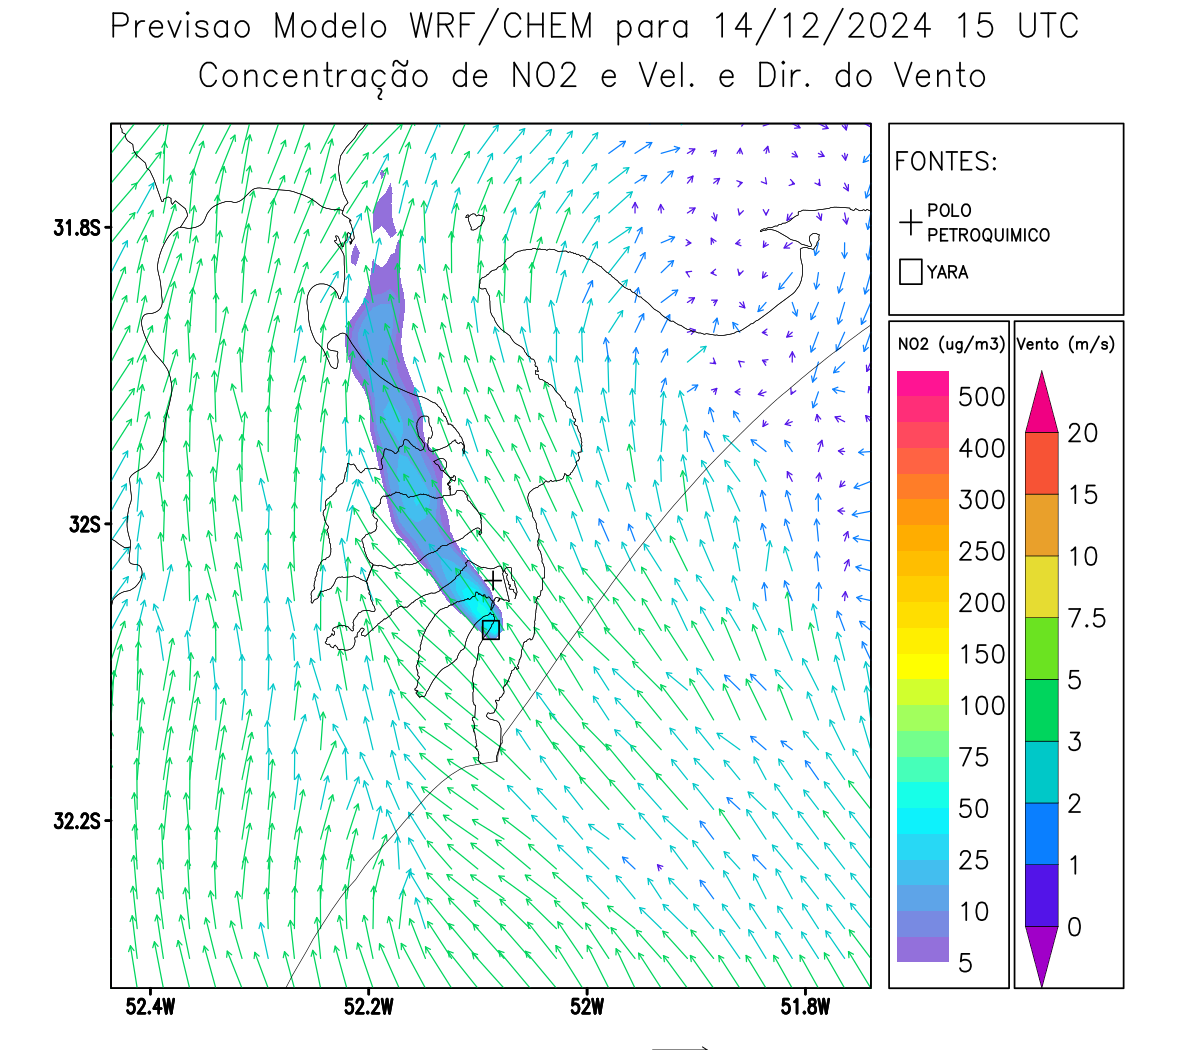 Previsao Modelo WRF/CHEM para 14/12/2024 15 UTC
Concentração de NO2 e Vel. e Dir. do Vento
FONTES:
POLO
PETROQUIMICO
YARA
NO2 (ug/m3)
500
400
300
250
200
150
100
75
50
25
10
5
Vento (m/s)
20
15
10
7.5
5
3
2
1
0
31.8S
32S
32.2S
52.4W
52.2W
52W
51.8W